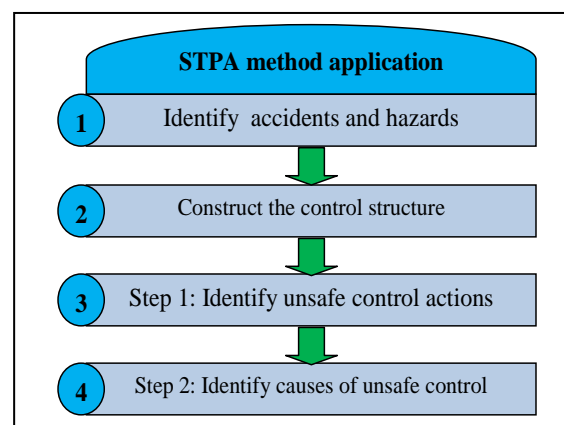 STPA method application
1 Identify accidents and hazards
2 Construct the control structure
3 Step 1: Identify unsafe control actions
4 Step 2: Identify causes of unsafe control